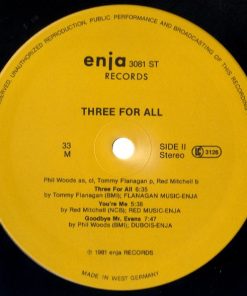 UNAUTHORIZED REPRODUCTION, PUBLIC PERFORMANCE AND BROADCASTING OF THIS RECORD
enja 3081 ST
RECORDS
THREE FOR ALL
33
M
SIDE II
Stereo
LC 3126
Phil Woods as, cl, Tommy Flanagan p, Red Mitchell b
Three For All 6:35
by Tommy Flanagan (BMI); FLANAGAN MUSIC-ENJA
You're Me 5:38
by Red Mitchell (NCB); RED MUSIC-ENJA
Goodbye Mr. Evans 7:47
by Phil Woods (BMI); DUBOIS-ENJA
℗ © 1981 enja RECORDS.
MADE IN WEST GERMANY